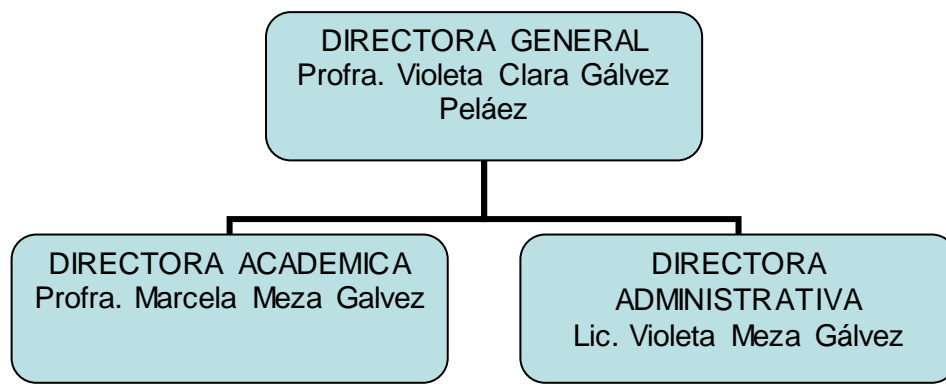 DIRECTORA GENERAL
Profra. Violeta Clara Gálvez
Peláez
DIRECTORA ACADEMICA
Profra. Marcela Meza Galvez
DIRECTORA
ADMINISTRATIVA
Lic. Violeta Meza Gálvez